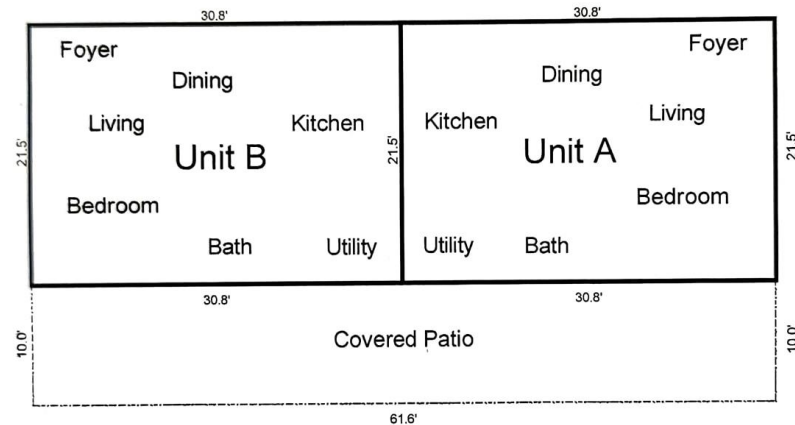 30.8' 30.8'
Foyer Foyer
Dining Dining
Living Kitchen Kitchen Living
21.5' Unit B 21.5' Unit A 21.5'
Bedroom Bedroom
Bath Utility Utility Bath
30.8' 30.8'
10.0' Covered Patio 10.0'
61.6'